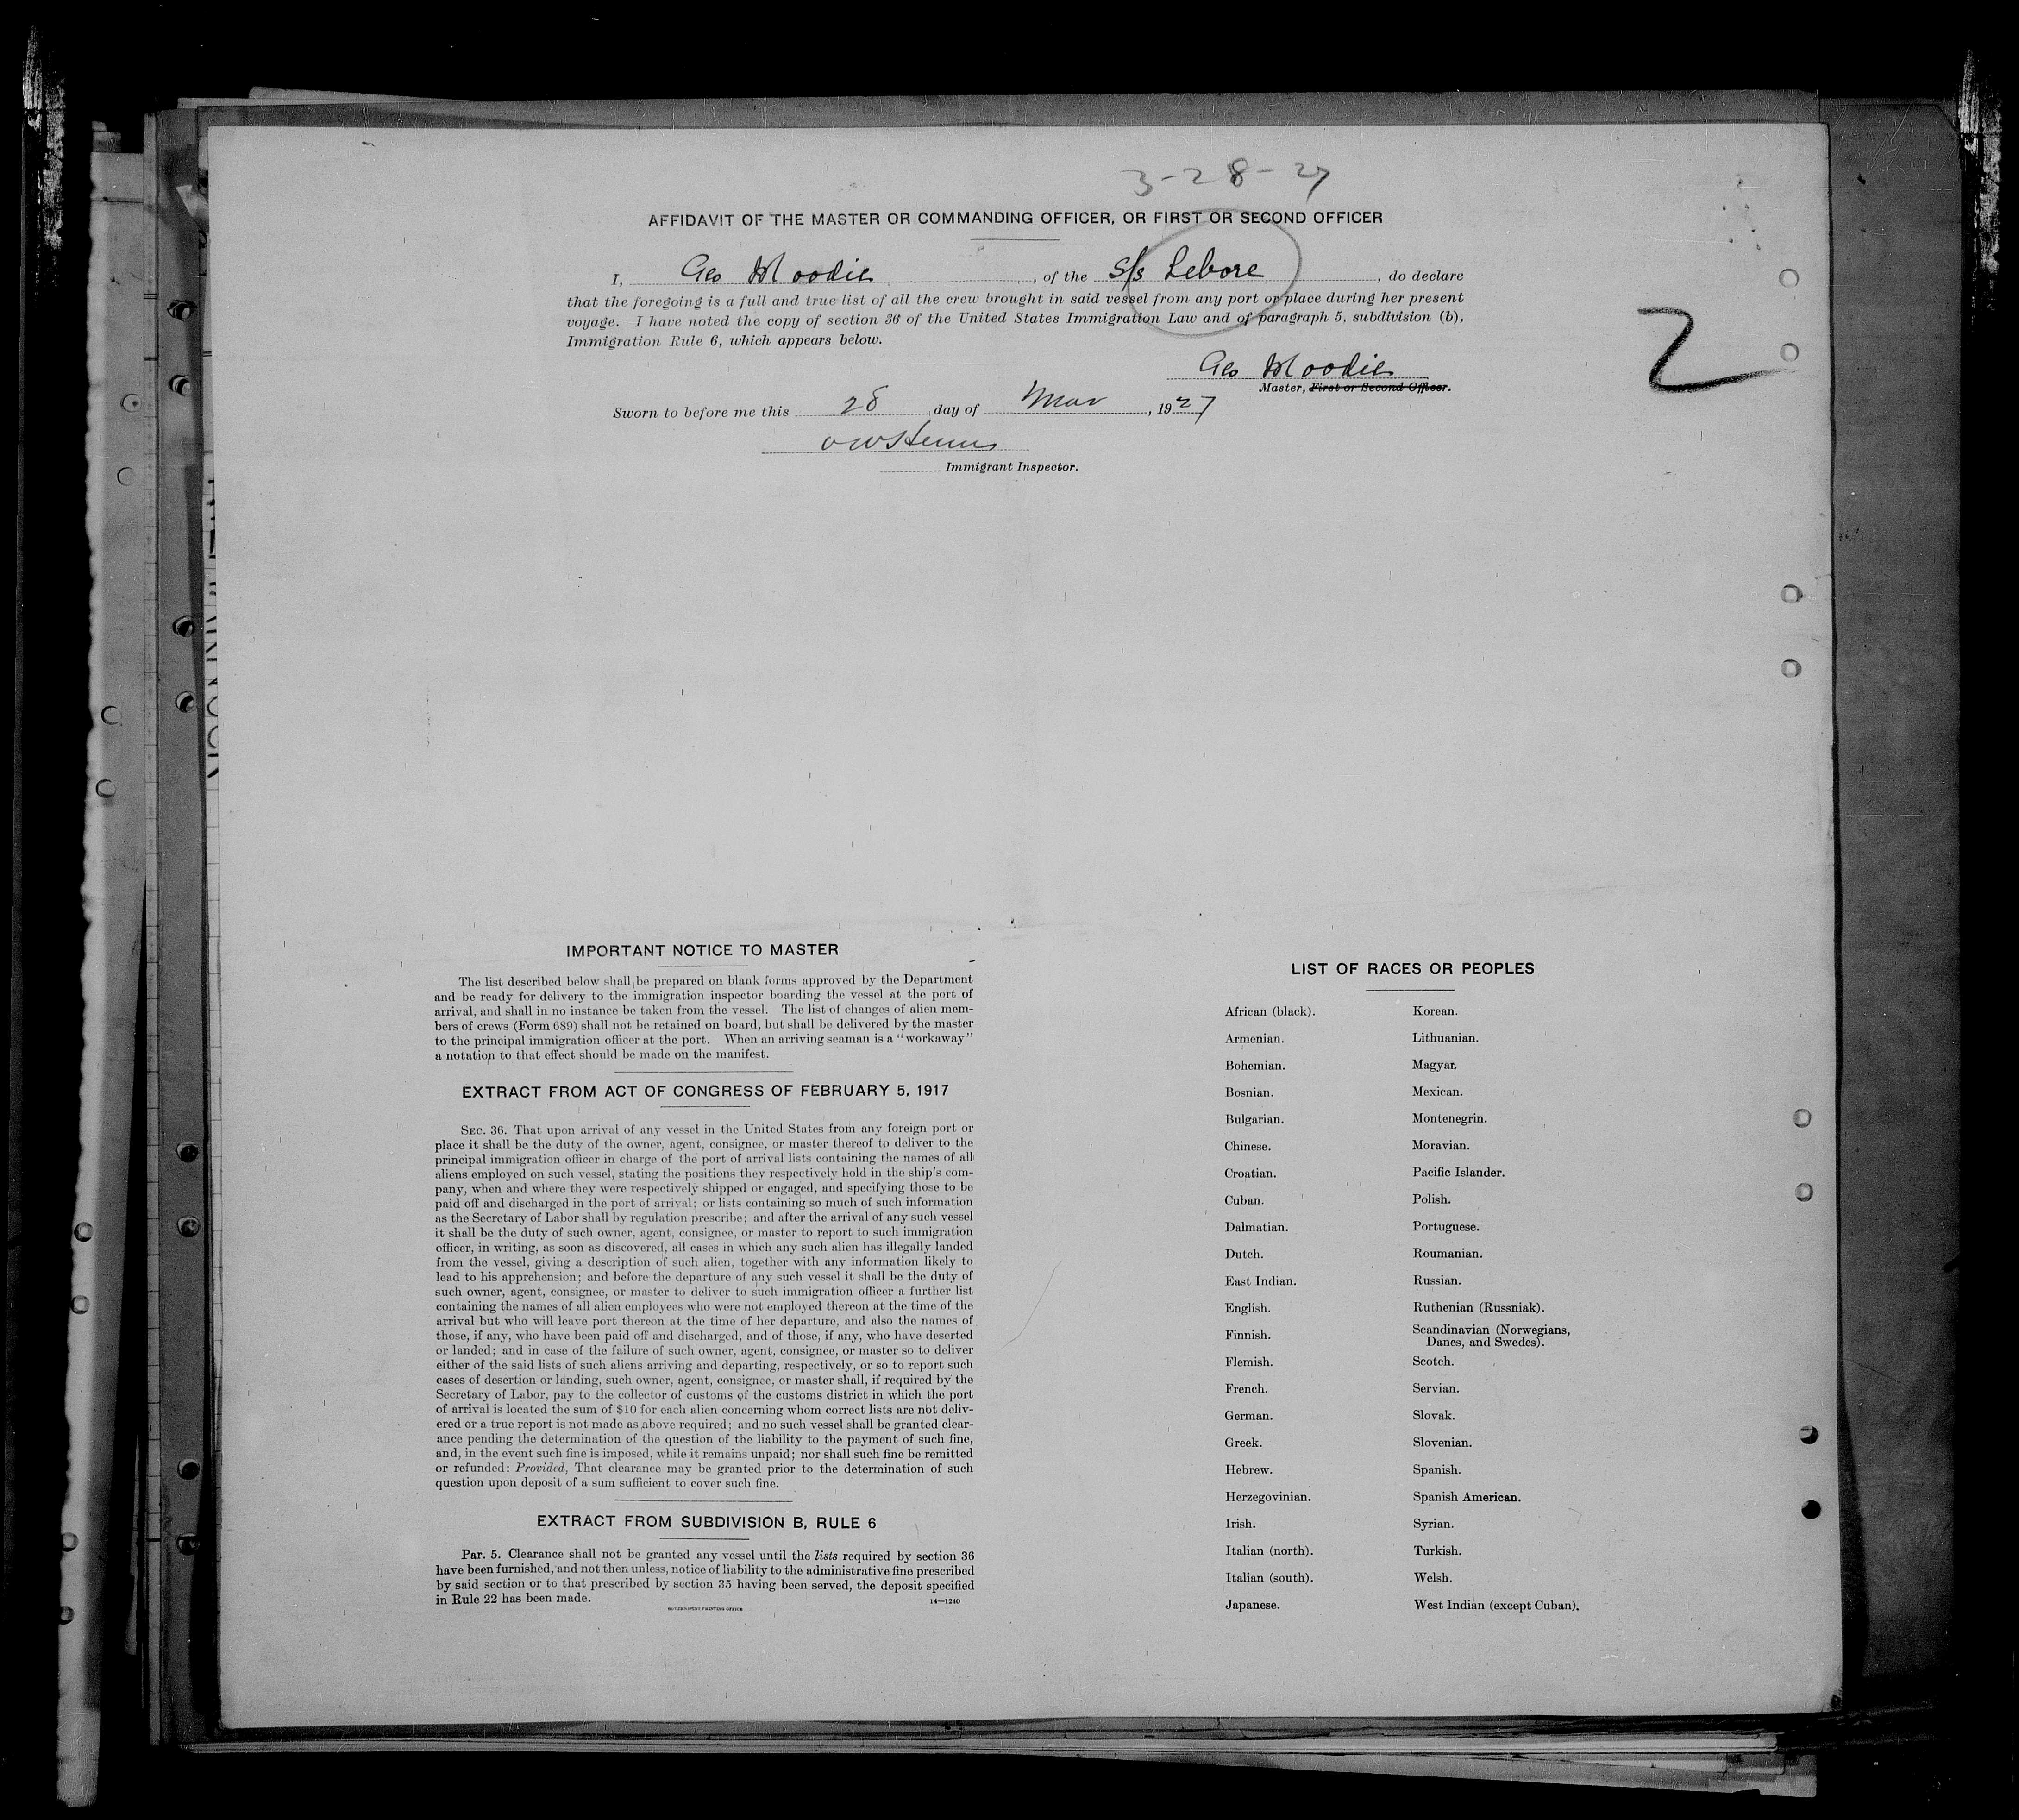 3-28-27
AFFIDAVIT OF THE MASTER OR COMMANDING OFFICER, OR FIRST OR SECOND OFFICER
I, Geo Moodie, of the S/s Lebore, do declare
that the foregoing is a full and true list of all the crew brought in said vessel from any port or place during her present
voyage. I have noted the copy of section 36 of the United States Immigration Law and of paragraph 5, subdivision (b),
Immigration Rule 6, which appears below.
2
Geo Moodie
Master, First or Second Officer.
Sworn to before me this 28 day of Mar, 1927
Immigrant Inspector.
IMPORTANT NOTICE TO MASTER
The list described below shall be prepared on blank forms approved by the Department
and be ready for delivery to the immigration inspector boarding the vessel at the port of
arrival, and shall in no instance be taken from the vessel. The list of changes of alien mem-
bers of crews (Form 689) shall not be retained on board, but shall be delivered by the master
to the principal immigration officer at the port. When an arriving seaman is a "workaway"
a notation to that effect should be made on the manifest.
EXTRACT FROM ACT OF CONGRESS OF FEBRUARY 5, 1917
SEC. 36. That upon arrival of any vessel in the United States from any foreign port or
place it shall be the duty of the owner, agent, consignee, or master thereof to deliver to the
principal immigration officer in charge of the port of arrival lists containing the names of all
aliens employed on such vessel, stating the positions they respectively hold in the ship's com-
pany, when and where they were respectively shipped or engaged, and specifying those to be
paid off and discharged in the port of arrival; or lists containing so much of such information
as the Secretary of Labor shall by regulation prescribe; and after the arrival of any such vessel
it shall be the duty of such owner, agent, consignee, or master to report to such immigration
officer, in writing, as soon as discovered, all cases in which any such alien has illegally landed
from the vessel, giving a description of such alien, together with any information likely to
lead to his apprehension; and before the departure of any such vessel it shall be the duty of
such owner, agent, consignee, or master to deliver to such immigration officer a further list
containing the names of all alien employees who were not employed thereon at the time of the
arrival but who will leave port thereon at the time of her departure, and also the names of
those, if any, who have been paid off and discharged, and of those, if any, who have deserted
or landed; and in case of the failure of such owner, agent, consignee, or master so to deliver
either of the said lists of such aliens arriving and departing, respectively, or so to report such
cases of desertion or landing, such owner, agent, consignee, or master shall, if required by the
Secretary of Labor, pay to the collector of customs of the customs district in which the port
of arrival is located the sum of $10 for each alien concerning whom correct lists are not deliv-
ered or a true report is not made as above required; and no such vessel shall be granted clear-
ance pending the determination of the question of the liability to the payment of such fine,
and, in the event such fine is imposed, while it remains unpaid; nor shall such fine be remitted
or refunded: Provided, That clearance may be granted prior to the determination of such
question upon deposit of a sum sufficient to cover such fine.
EXTRACT FROM SUBDIVISION B, RULE 6
Par. 5. Clearance shall not be granted any vessel until the lists required by section 36
have been furnished, and not then unless, notice of liability to the administrative fine prescribed
by said section or to that prescribed by section 35 having been served, the deposit specified
in Rule 22 has been made.
GOVERNMENT PRINTING OFFICE
14—1240
LIST OF RACES OR PEOPLES
African (black).
Armenian.
Bohemian.
Bosnian.
Bulgarian.
Chinese.
Croatian.
Cuban.
Dalmatian.
Dutch.
East Indian.
English.
Finnish.
Flemish.
French.
German.
Greek.
Hebrew.
Herzegovinian.
Irish.
Italian (north).
Italian (south).
Japanese.
Korean.
Lithuanian.
Magyar.
Mexican.
Montenegrin.
Moravian.
Pacific Islander.
Polish.
Portuguese.
Roumanian.
Russian.
Ruthenian (Russniak).
Scandinavian (Norwegians,
Danes, and Swedes).
Scotch.
Servian.
Slovak.
Slovenian.
Spanish.
Spanish American.
Syrian.
Turkish.
Welsh.
West Indian (except Cuban).